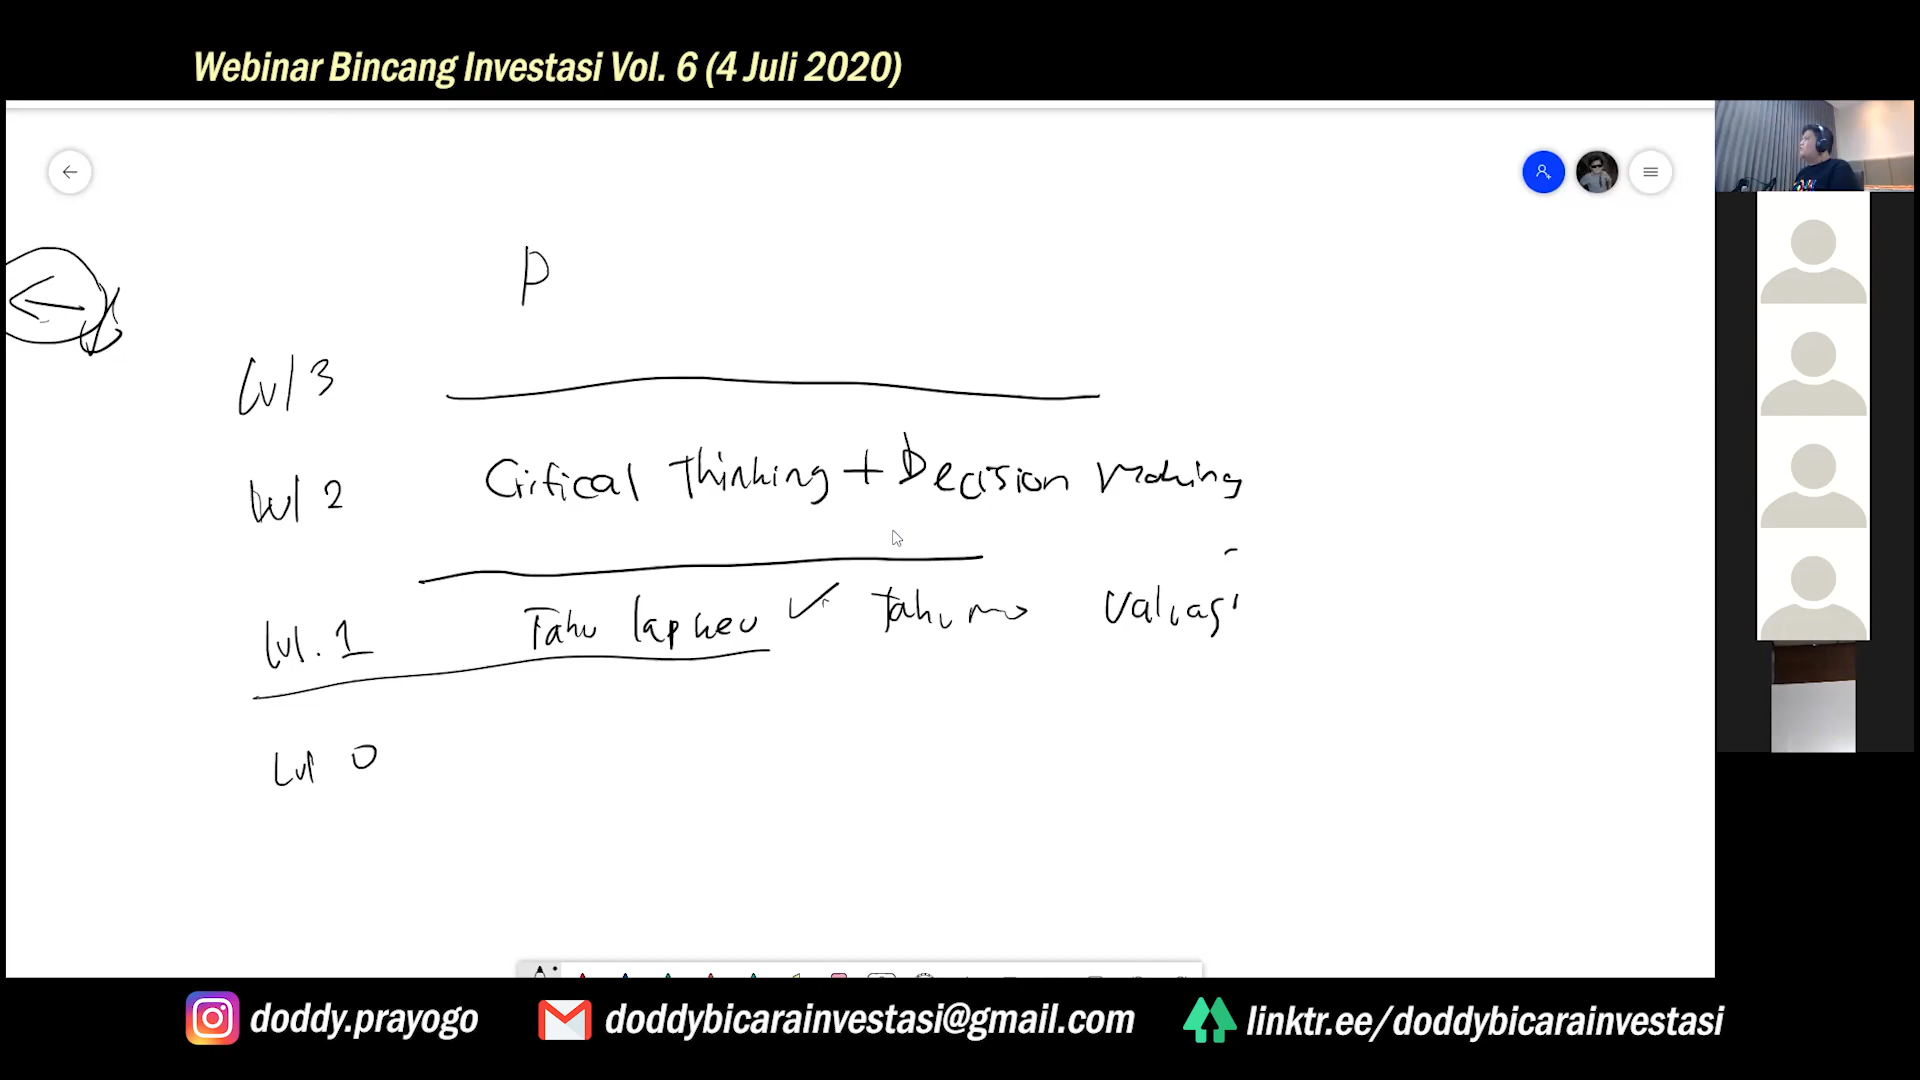 Webinar Bincang Investasi Vol. 6 (4 Juli 2020)
P
Lvl 3
Lvl 2 Critical Thinking + Decision Making
Lvl. 1 Tahu lapkeu ✓ Tahu Valuasi
Lvl 0
doddy.prayogo doddybicarainvestasi@gmail.com linktr.ee/doddybicarainvestasi